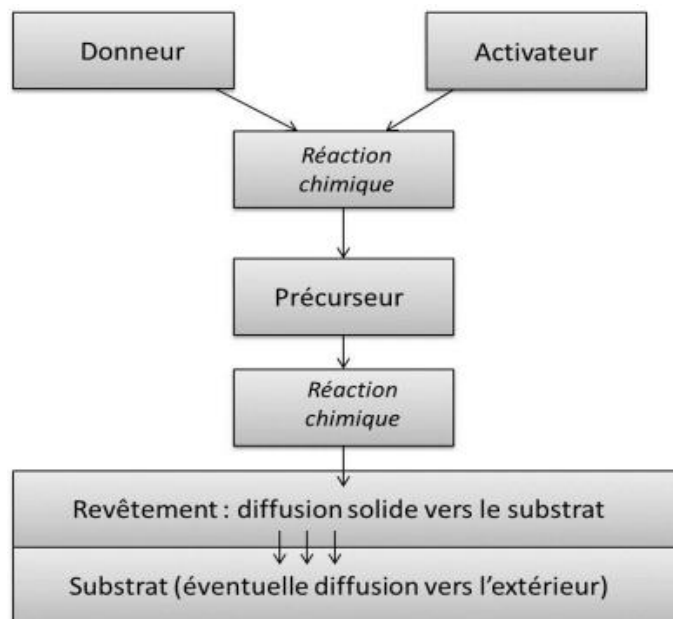 Donneur
Activateur
Réaction
chimique
Précurseur
Réaction
chimique
Revêtement : diffusion solide vers le substrat
Substrat (éventuelle diffusion vers l'extérieur)